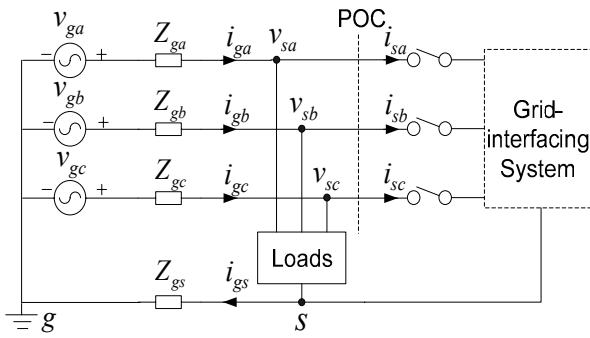 POC
v_ga − + Z_ga i_ga v_sa i_sa
v_gb − + Z_gb i_gb v_sb i_sb
v_gc − + Z_gc i_gc v_sc i_sc
Grid-
interfacing
System
Loads
Z_gs i_gs
g
s